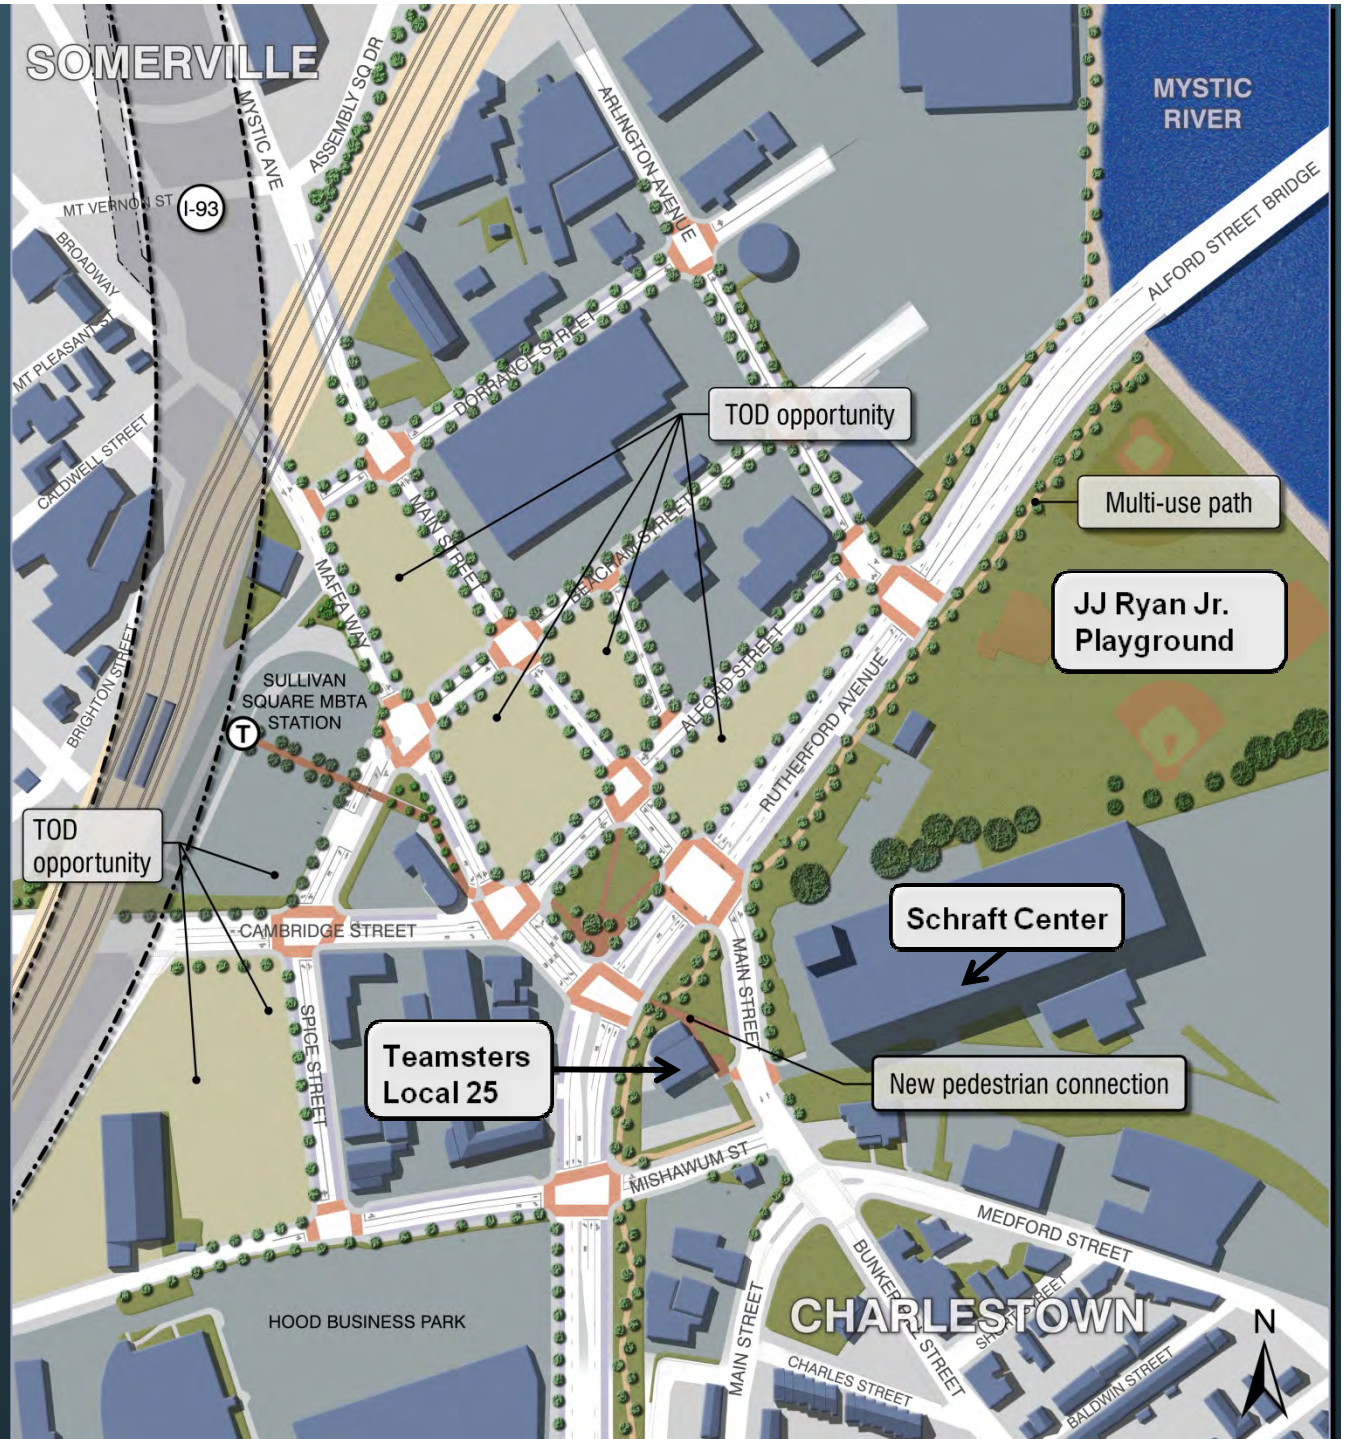 SOMERVILLE
ASSEMBLY SQ DR
MYSTIC AVE
ARLINGTON AVENUE
MYSTIC
RIVER
ALFORD STREET BRIDGE
MT VERNON ST
I-93
BROADWAY
MT PLEASANT ST
DORRANCE STREET
TOD opportunity
CALDWELL STREET
MAIN STREET
BEACHAM STREET
Multi-use path
MAFFA WAY
JJ Ryan Jr.
Playground
BRIGHTON STREET
SULLIVAN
SQUARE MBTA
STATION
T
ALFORD STREET
RUTHERFORD AVENUE
TOD
opportunity
Schraft Center
CAMBRIDGE STREET
MAIN STREET
SPICE STREET
Teamsters
Local 25
New pedestrian connection
MISHAWUM ST
MEDFORD STREET
HOOD BUSINESS PARK
BUNKER
STREET
CHARLESTOWN
N
MAIN STREET
CHARLES STREET
BALDWIN STREET